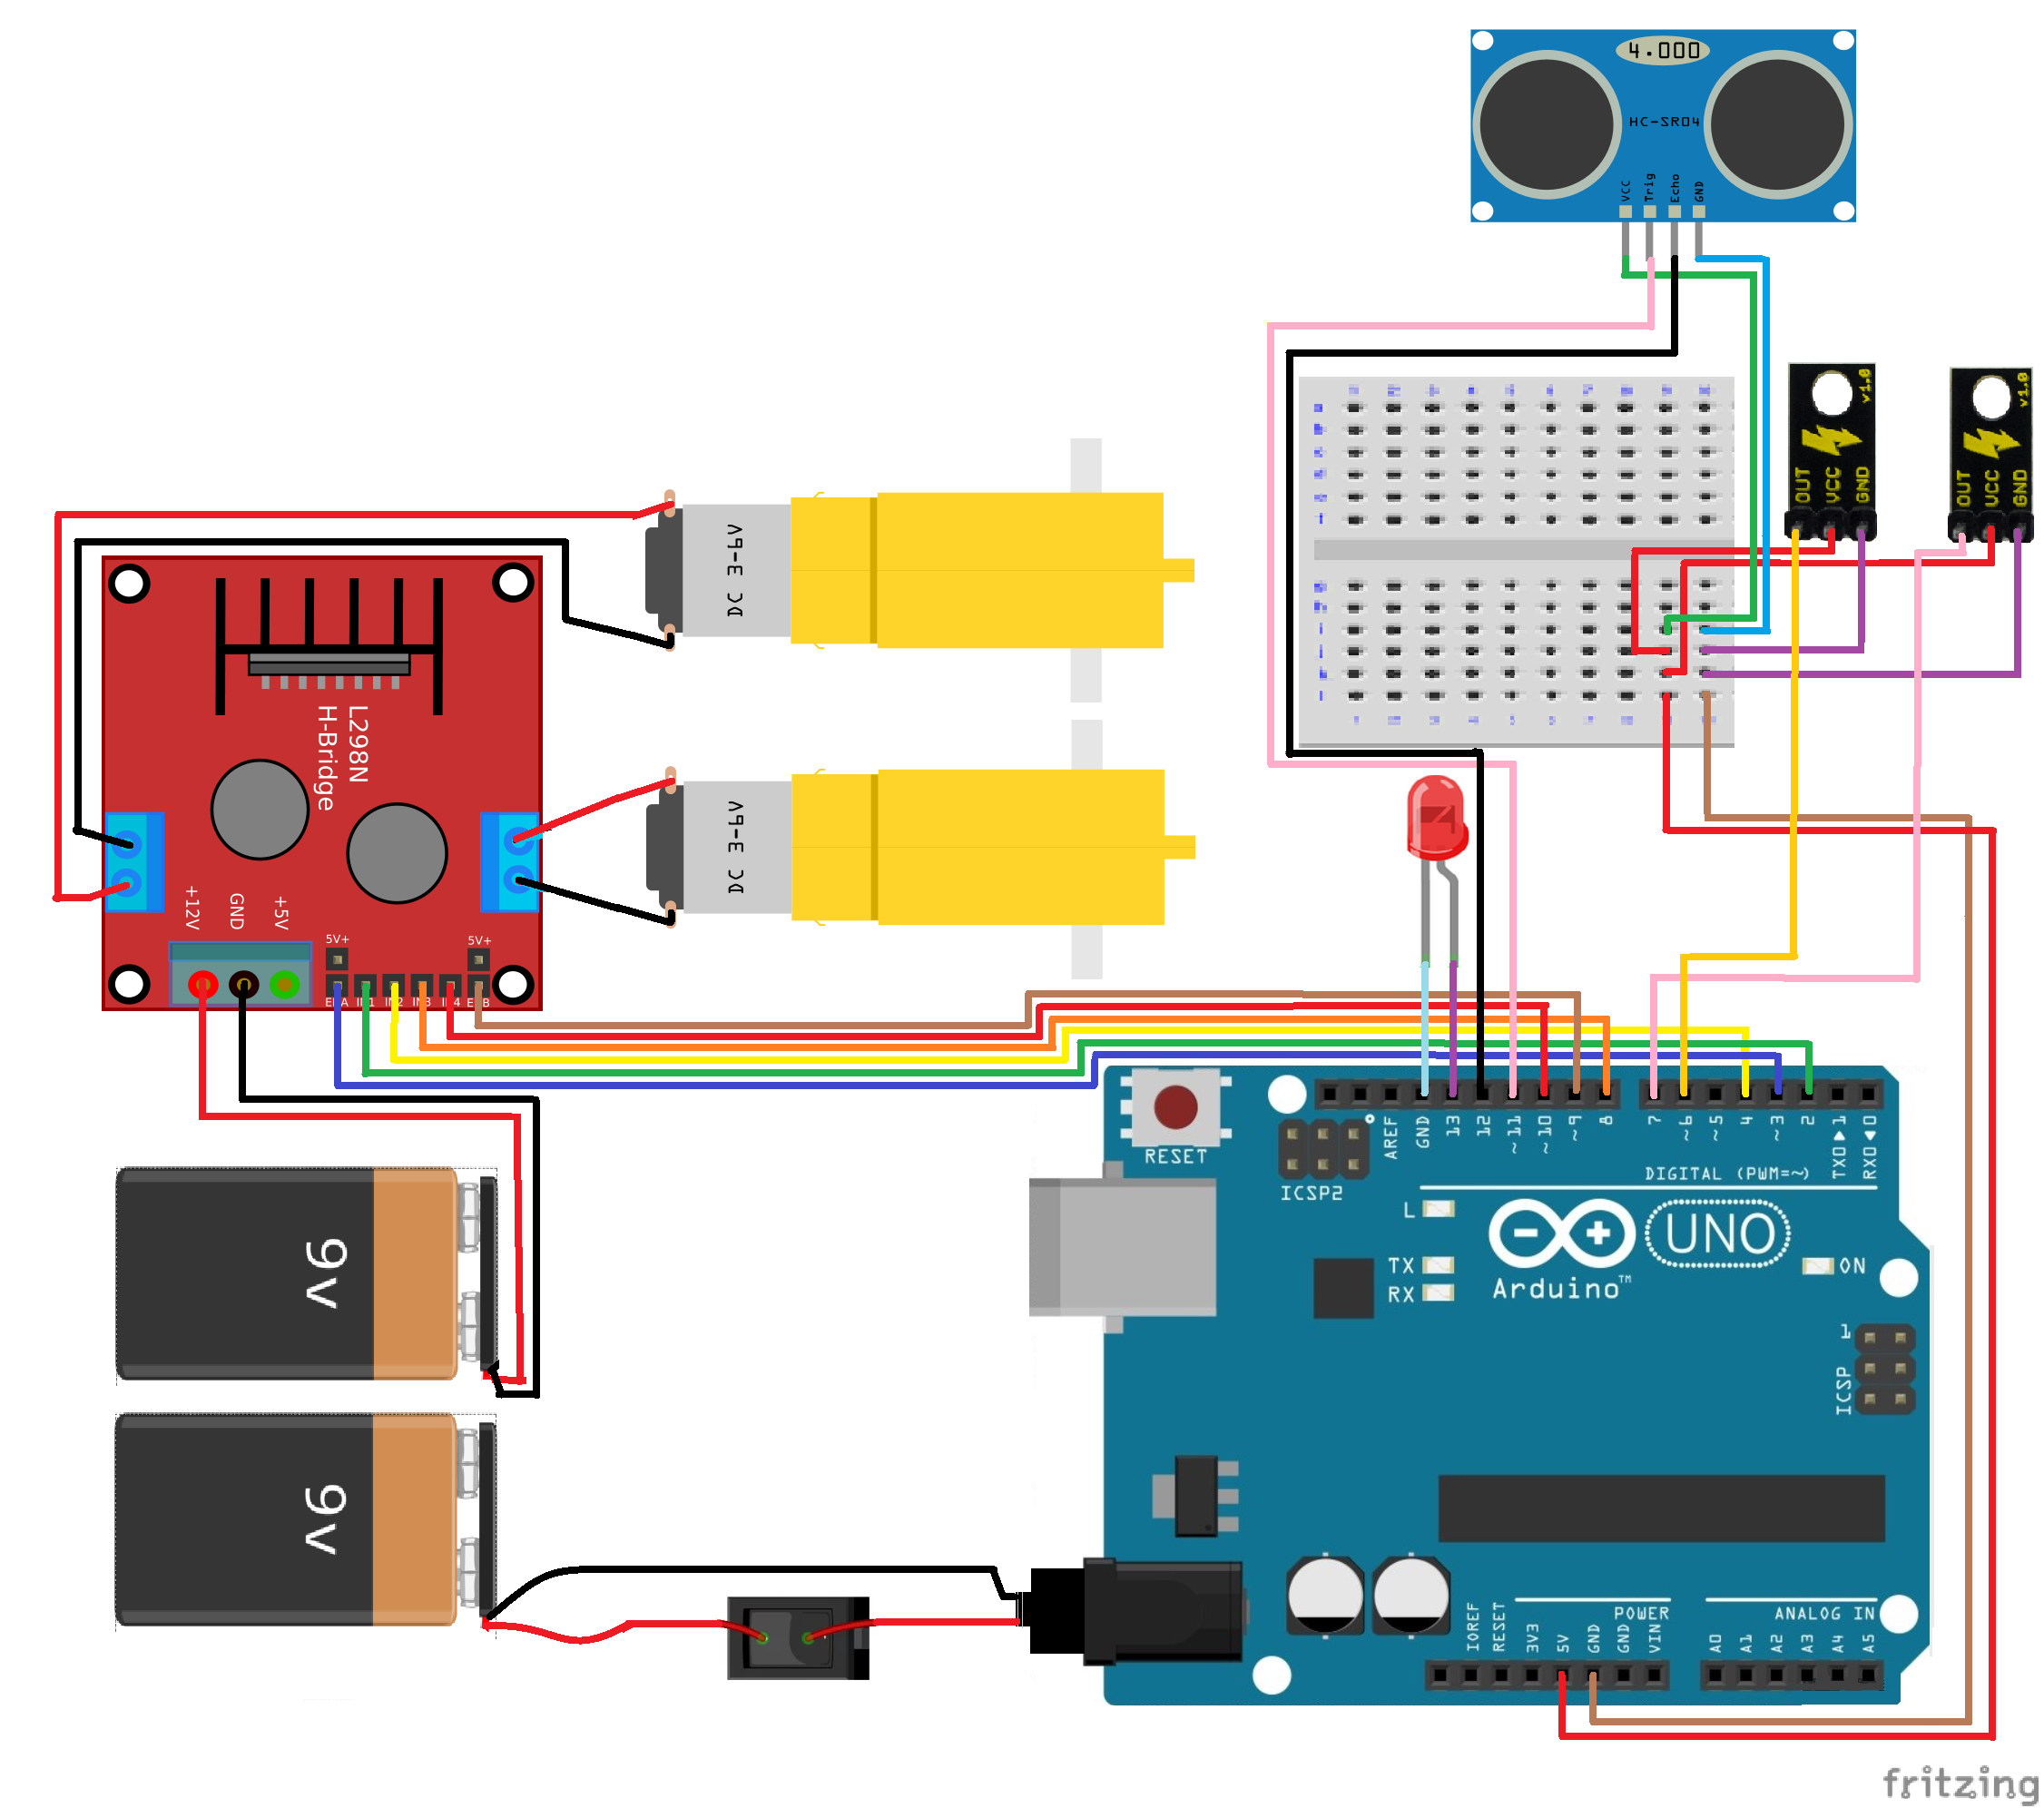 4.000
HC-SR04
VCC
Trig
Echo
GND
v1.0
OUT
VCC
GND
v1.0
OUT
VCC
GND
DC 3-6V
DC 3-6V
L298N
H-Bridge
+12V
GND
+5V
5V+
5V+
ENA
IN1
IN2
IN3
IN4
ENB
9v
9v
RESET
ICSP2
AREF
GND
13
12
~11
~10
~9
8
7
~6
~5
4
~3
2
TX0▶1
RX0◀0
DIGITAL (PWM=~)
L
TX
RX
UNO
Arduino™
ON
1
ICSP
IOREF
RESET
3V3
5V
GND
GND
VIN
POWER
ANALOG IN
A0
A1
A2
A3
A4
A5
fritzing